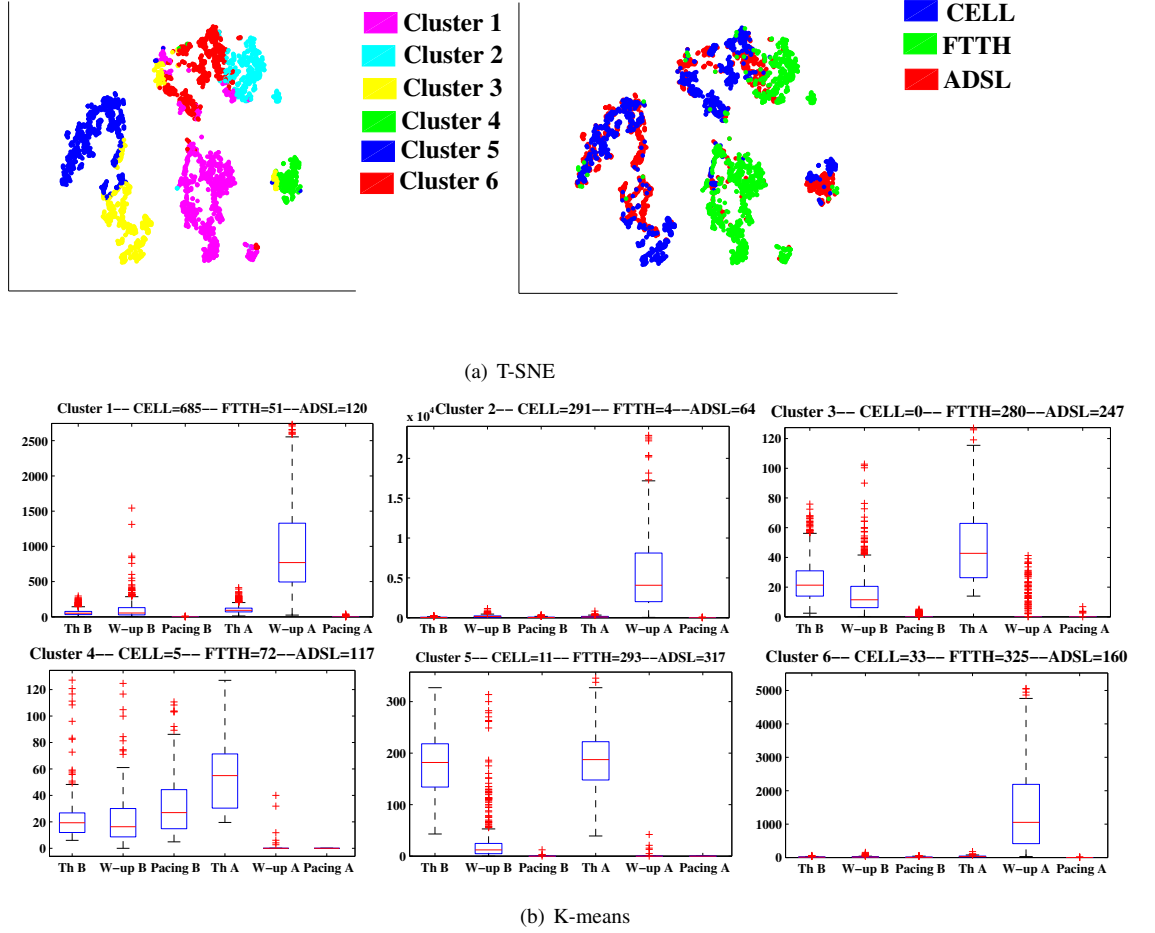 Cluster 1
Cluster 2
Cluster 3
Cluster 4
Cluster 5
Cluster 6
CELL
FTTH
ADSL
(a) T-SNE
Cluster 1−− CELL=685−− FTTH=51−−ADSL=120
2500
2000
1500
1000
500
0
Th B W−up B Pacing B Th A W−up A Pacing A
x 10^4
Cluster 2−− CELL=291−− FTTH=4−−ADSL=64
2
1.5
1
0.5
0
Th B W−up B Pacing B Th A W−up A Pacing A
Cluster 3−− CELL=0−− FTTH=280−−ADSL=247
120
100
80
60
40
20
0
Th B W−up B Pacing B Th A W−up A Pacing A
Cluster 4−− CELL=5−− FTTH=72−−ADSL=117
120
100
80
60
40
20
0
Th B W−up B Pacing B Th A W−up A Pacing A
Cluster 5−− CELL=11−− FTTH=293−−ADSL=317
300
200
100
0
Th B W−up B Pacing B Th A W−up A Pacing A
Cluster 6−− CELL=33−− FTTH=325−−ADSL=160
5000
4000
3000
2000
1000
0
Th B W−up B Pacing B Th A W−up A Pacing A
(b) K-means